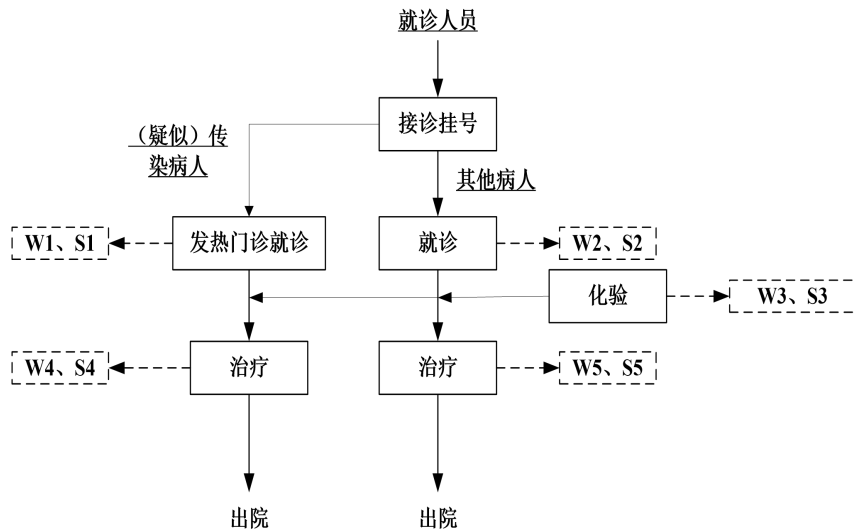 就诊人员
接诊挂号
（疑似）传
染病人
其他病人
W1、S1
发热门诊就诊
就诊
W2、S2
化验
W3、S3
W4、S4
治疗
治疗
W5、S5
出院
出院